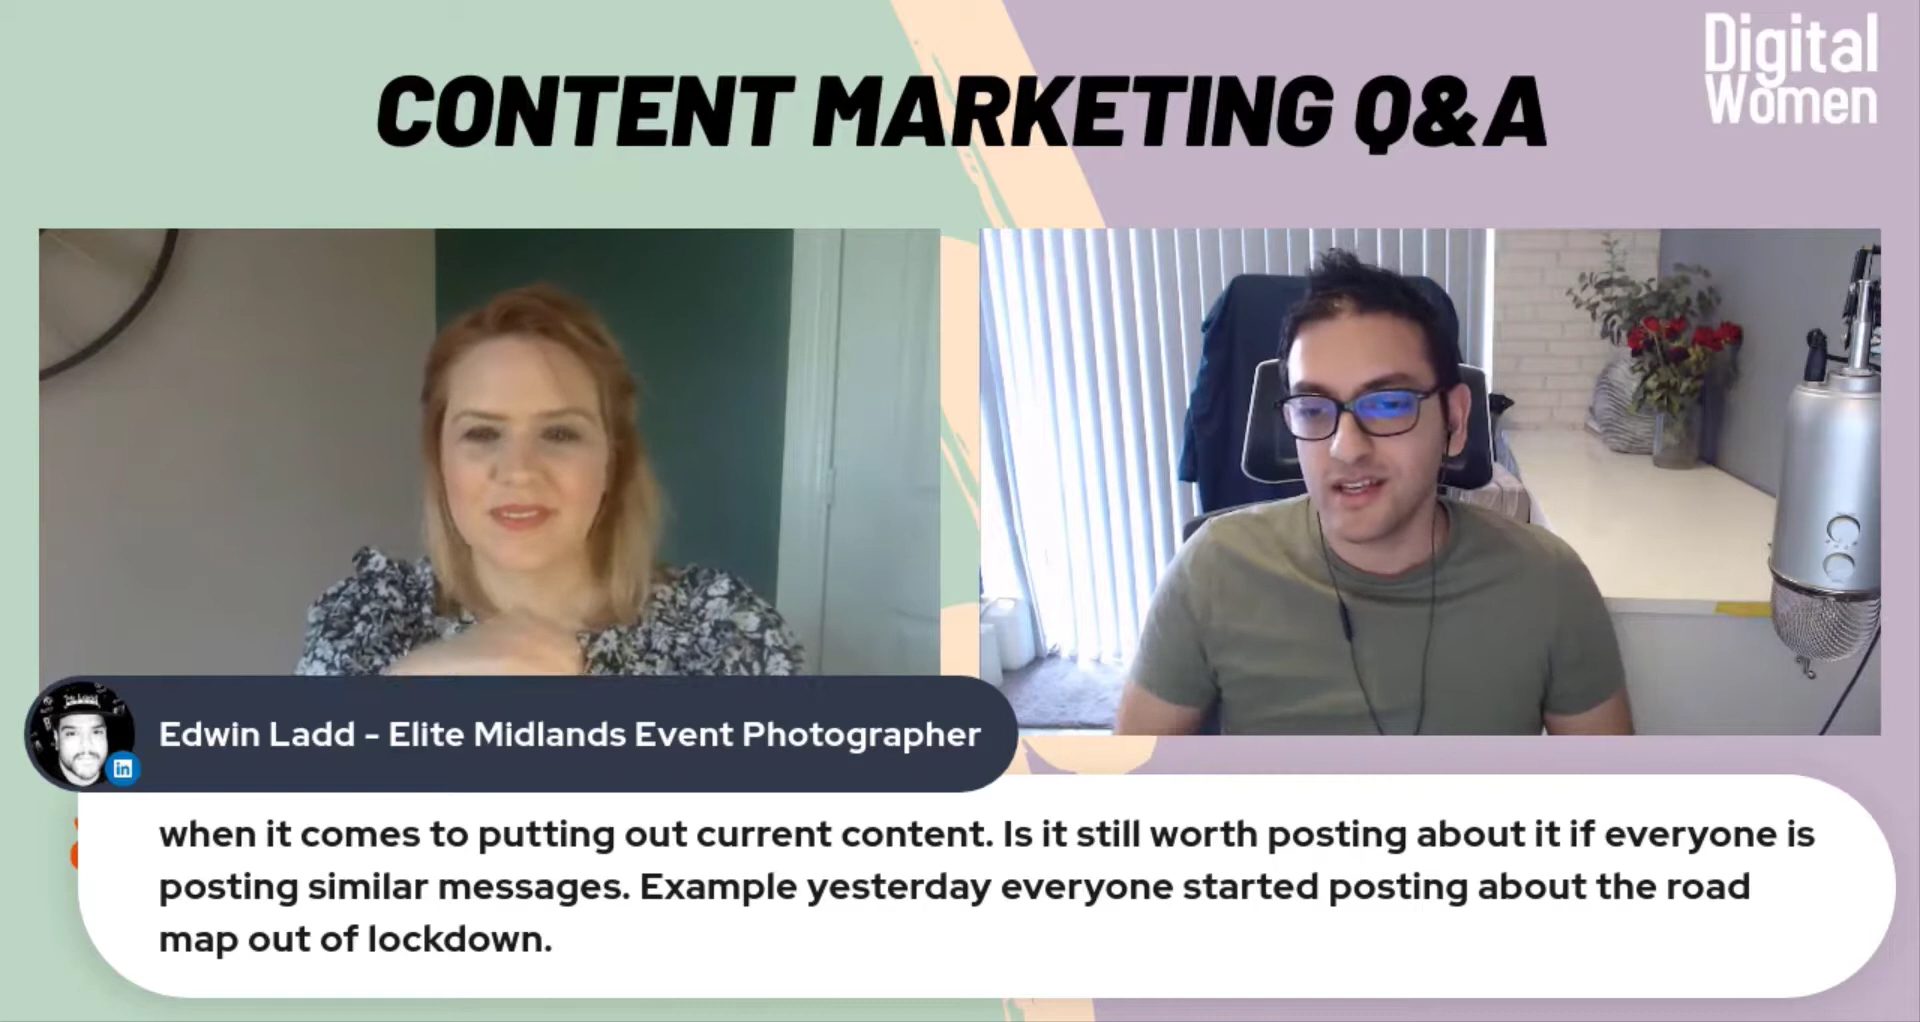 Digital
Women
CONTENT MARKETING Q&A
Edwin Ladd - Elite Midlands Event Photographer
when it comes to putting out current content. Is it still worth posting about it if everyone is
posting similar messages. Example yesterday everyone started posting about the road
map out of lockdown.
in